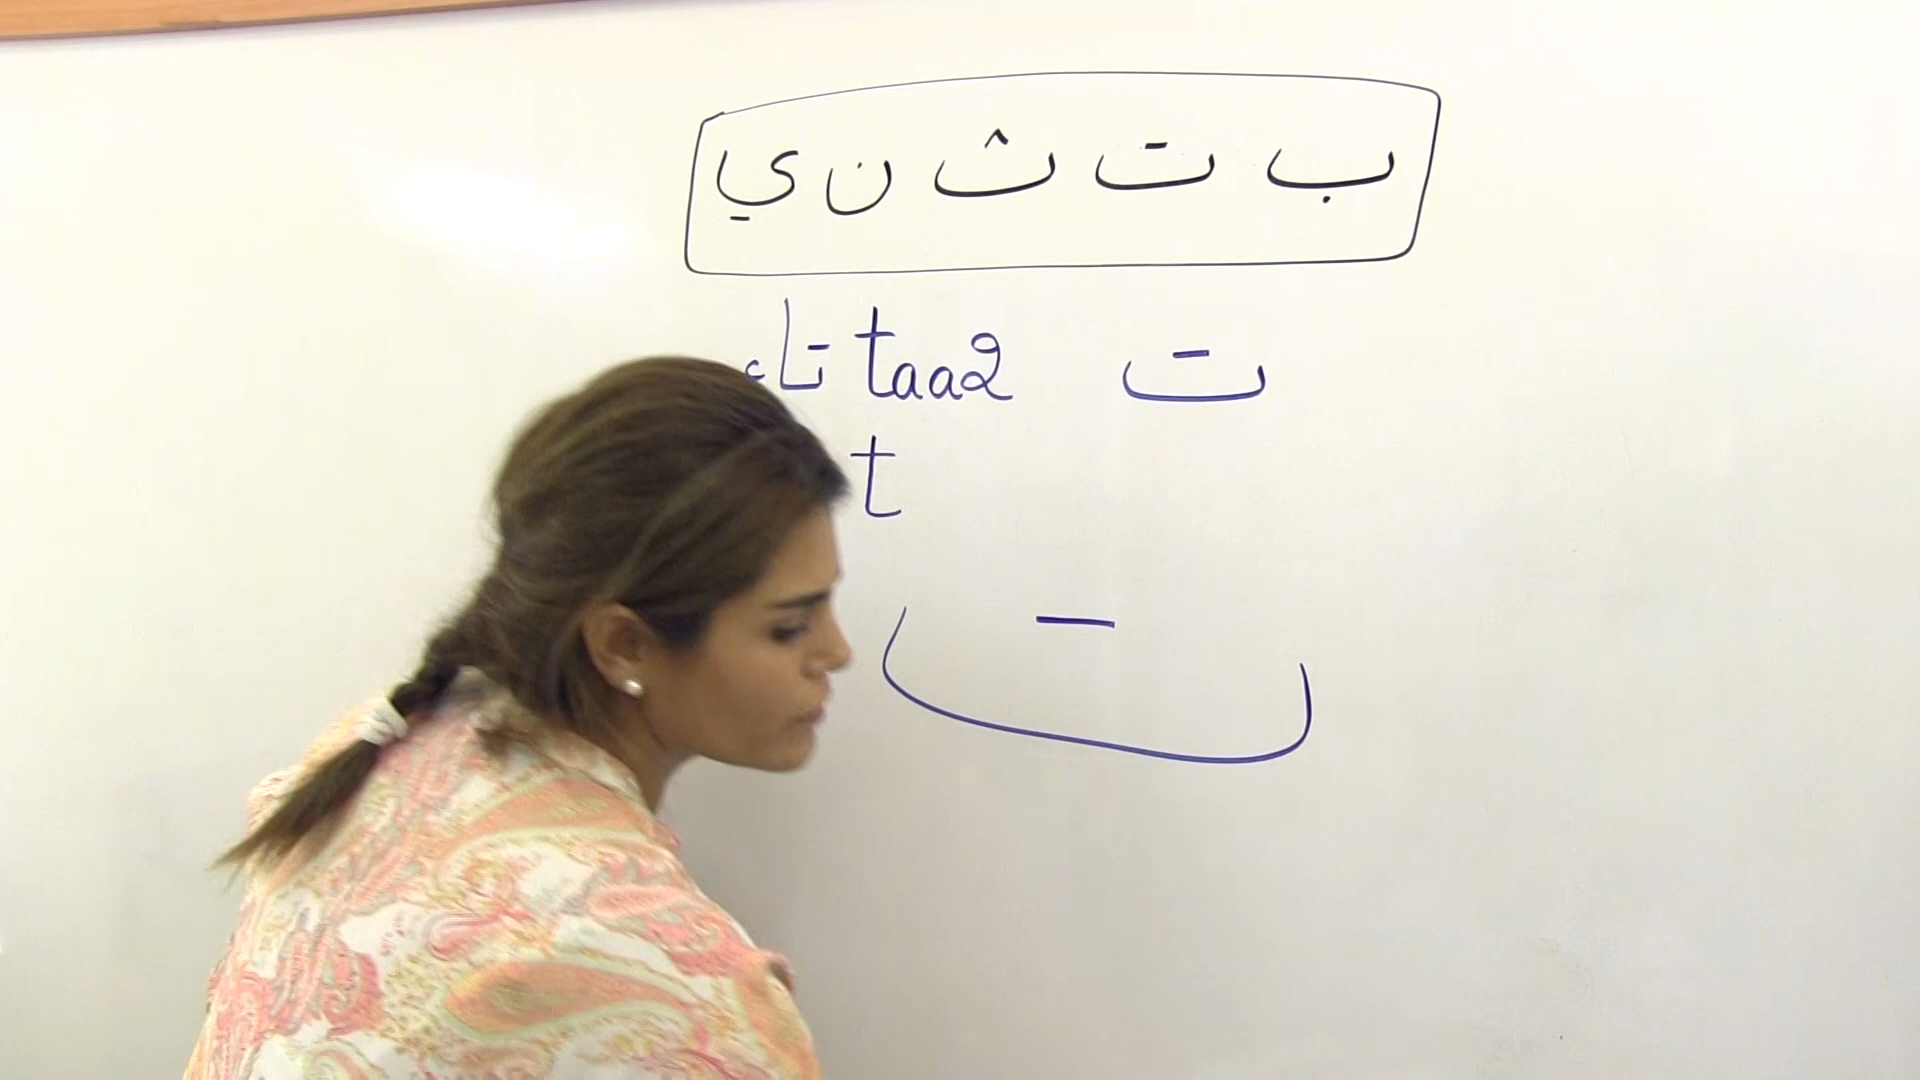 ب ت ث ن ي
ت taa2 تاء
t
ت